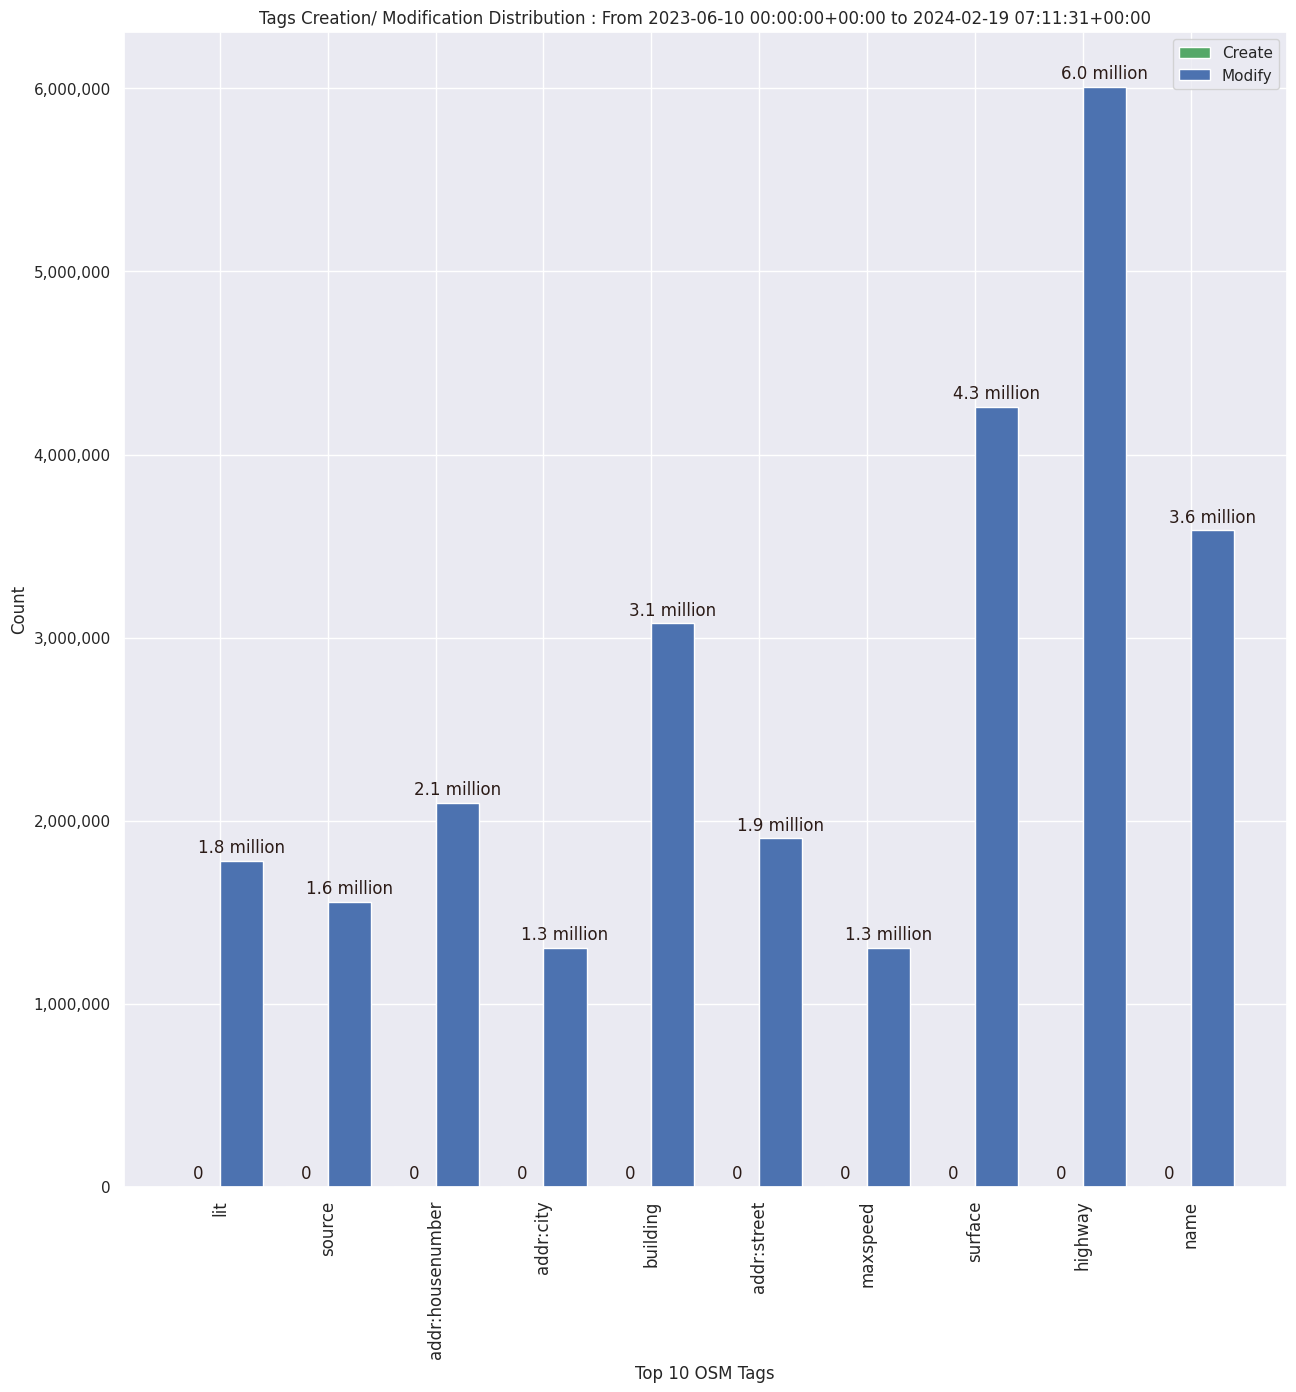 Tags Creation/ Modification Distribution : From 2023-06-10 00:00:00+00:00 to 2024-02-19 07:11:31+00:00
Create
Modify
6,000,000
5,000,000
4,000,000
3,000,000
2,000,000
1,000,000
0
Count
0
1.8 million
0
1.6 million
0
2.1 million
0
1.3 million
0
3.1 million
0
1.9 million
0
1.3 million
0
4.3 million
0
6.0 million
0
3.6 million
lit
source
addr:housenumber
addr:city
building
addr:street
maxspeed
surface
highway
name
Top 10 OSM Tags